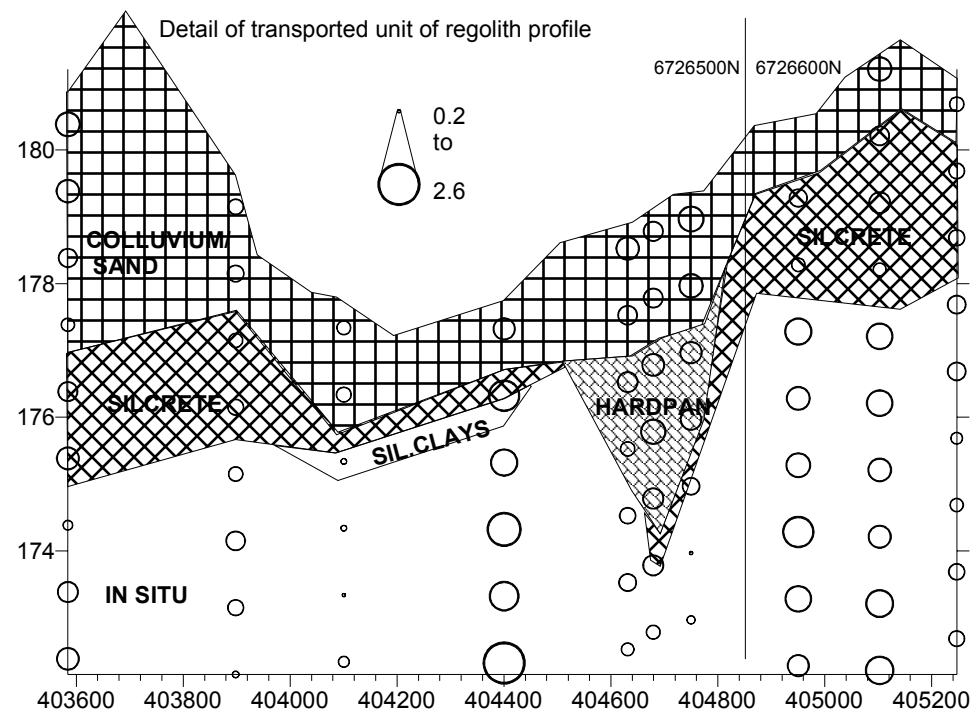 Detail of transported unit of regolith profile
6726500N
6726600N
0.2
to
2.6
180
178
176
174
COLLUVIUM/
SAND
SILCRETE
SILCRETE
HARDPAN
SIL.CLAYS
IN SITU
403600 403800 404000 404200 404400 404600 404800 405000 405200